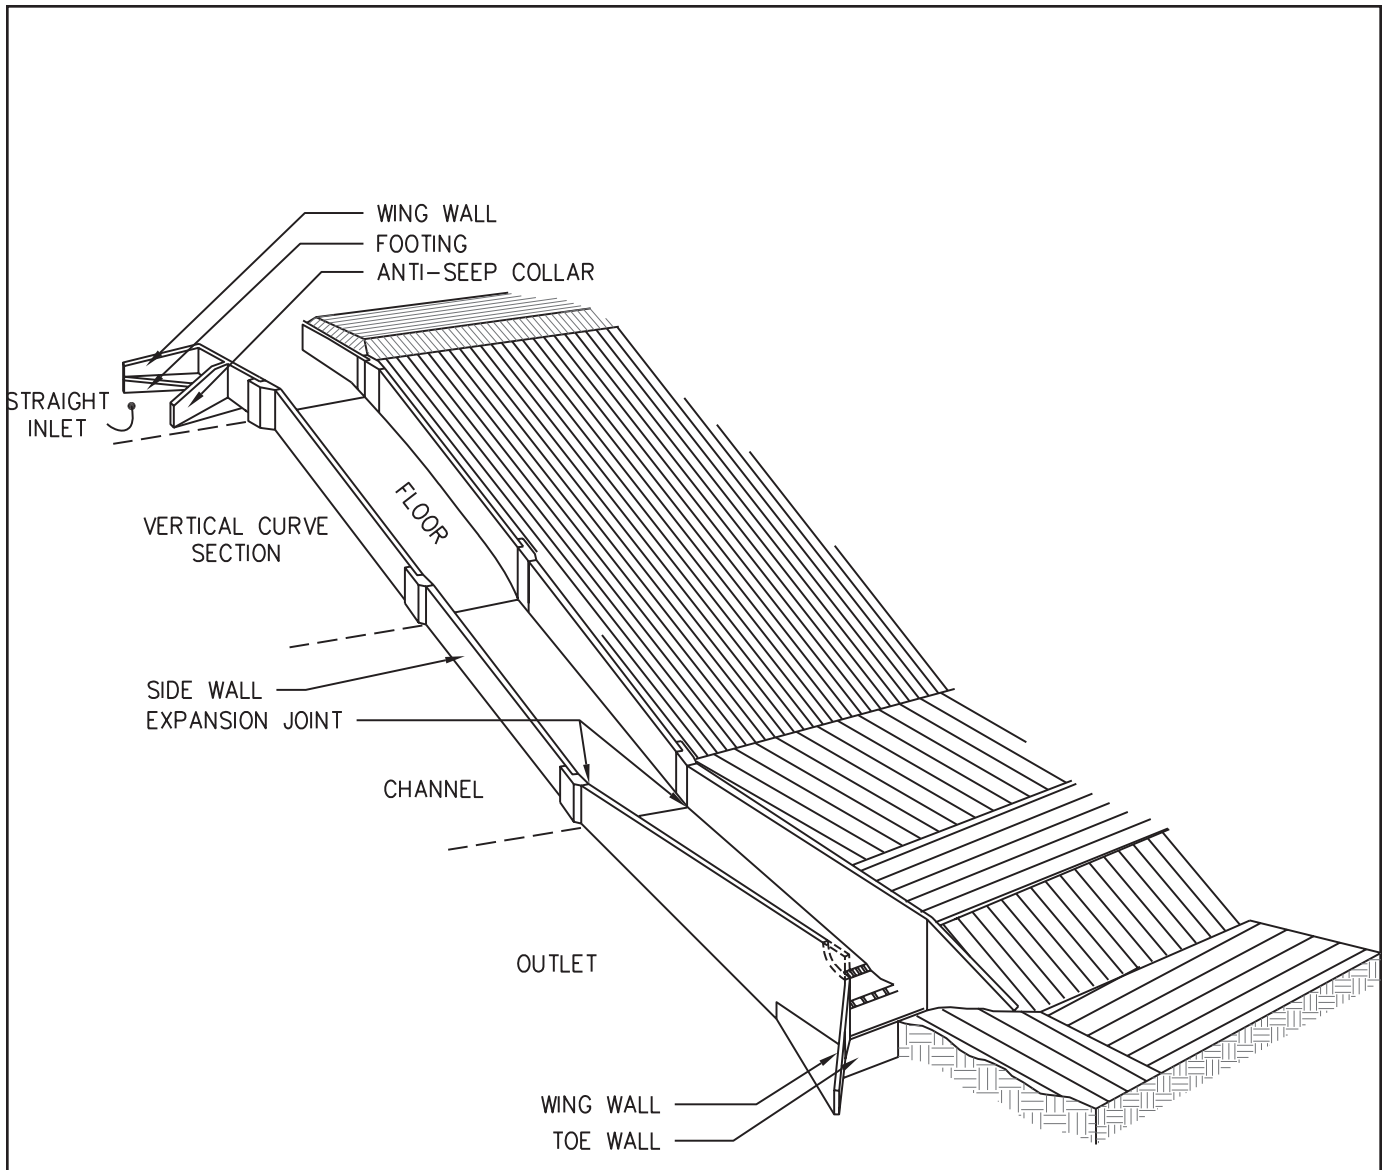 WING WALL
FOOTING
ANTI-SEEP COLLAR
STRAIGHT
INLET
FLOOR
VERTICAL CURVE
SECTION
SIDE WALL
EXPANSION JOINT
CHANNEL
OUTLET
WING WALL
TOE WALL